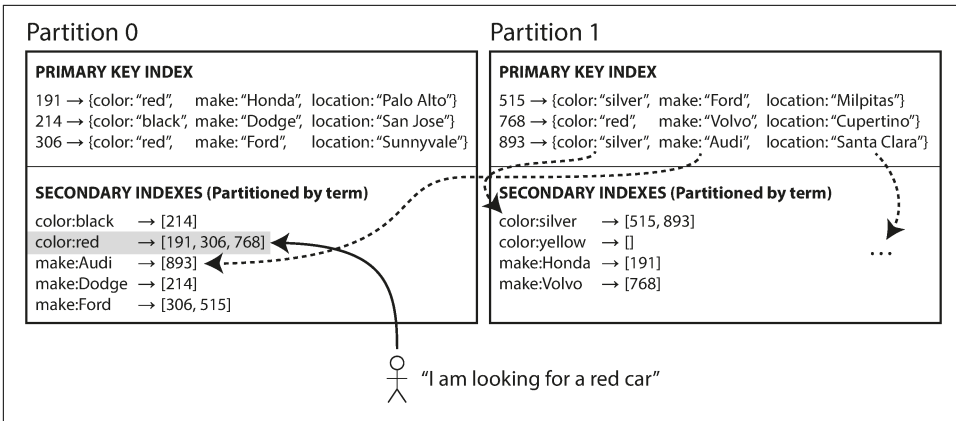 Partition 0
PRIMARY KEY INDEX
191 → {color: “red”, make: “Honda”, location: “Palo Alto”}
214 → {color: “black”, make: “Dodge”, location: “San Jose”}
306 → {color: “red”, make: “Ford”, location: “Sunnyvale”}
SECONDARY INDEXES (Partitioned by term)
color:black → [214]
color:red → [191, 306, 768]
make:Audi → [893]
make:Dodge → [214]
make:Ford → [306, 515]
Partition 1
PRIMARY KEY INDEX
515 → {color: “silver”, make: “Ford”, location: “Milpitas”}
768 → {color: “red”, make: “Volvo”, location: “Cupertino”}
893 → {color: “silver”, make: “Audi”, location: “Santa Clara”}
SECONDARY INDEXES (Partitioned by term)
color:silver → [515, 893]
color:yellow → []
make:Honda → [191]
make:Volvo → [768]
...
“I am looking for a red car”